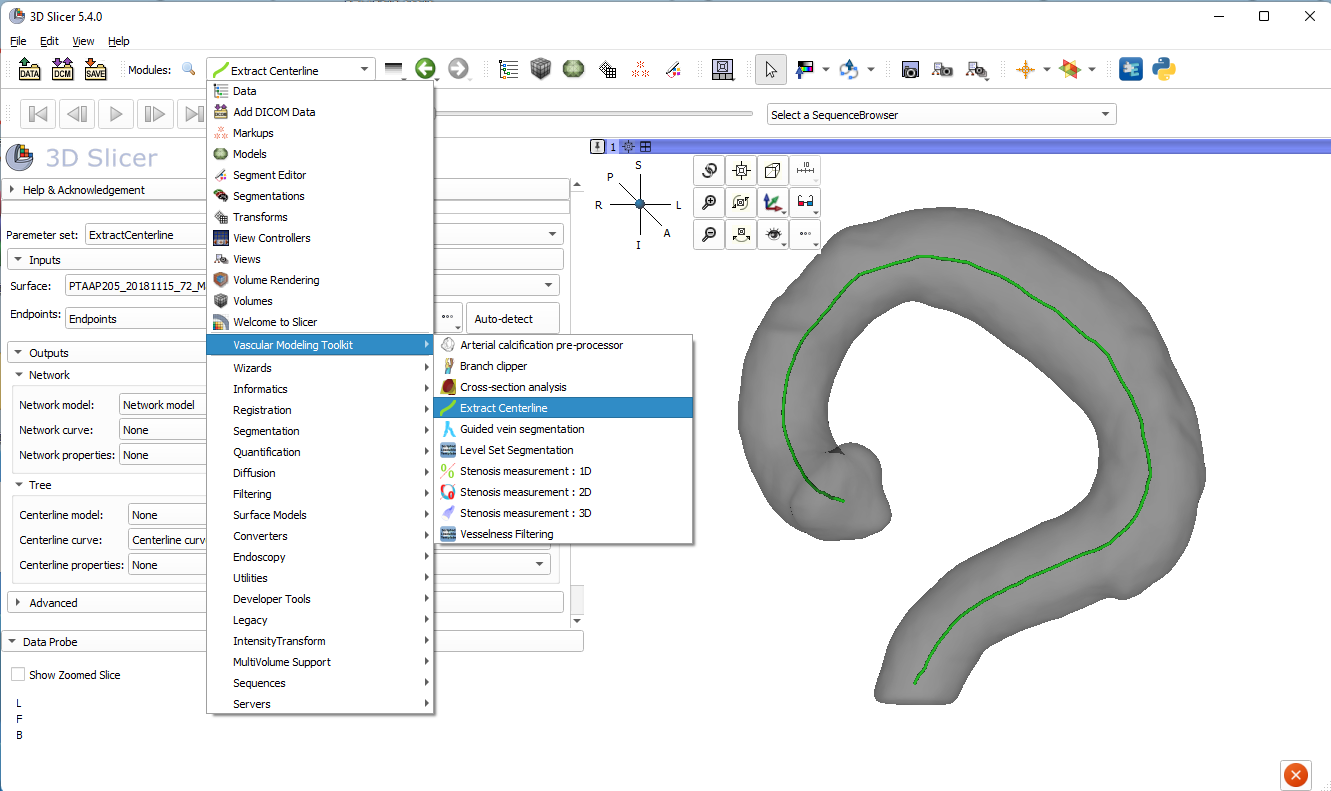 3D Slicer 5.4.0
File Edit View Help
DATA DCM SAVE Modules: Extract Centerline
Select a SequenceBrowser
3D Slicer
Help & Acknowledgement
Paremeter set: ExtractCenterline
Inputs
Surface: PTAAP205_20181115_72_M
Endpoints: Endpoints
Auto-detect
Outputs
Network
Network model: Network model
Network curve: None
Network properties: None
Tree
Centerline model: None
Centerline curve: Centerline curv
Centerline properties: None
Advanced
Data Probe
Show Zoomed Slice
L
F
B
Data
Add DICOM Data
Markups
Models
Segment Editor
Segmentations
Transforms
View Controllers
Views
Volume Rendering
Volumes
Welcome to Slicer
Vascular Modeling Toolkit
Wizards
Informatics
Registration
Segmentation
Quantification
Diffusion
Filtering
Surface Models
Converters
Endoscopy
Utilities
Developer Tools
Legacy
IntensityTransform
MultiVolume Support
Sequences
Servers
Arterial calcification pre-processor
Branch clipper
Cross-section analysis
Extract Centerline
Guided vein segmentation
Level Set Segmentation
Stenosis measurement : 1D
Stenosis measurement : 2D
Stenosis measurement : 3D
Vesselness Filtering
1
S
P
R L
A
I